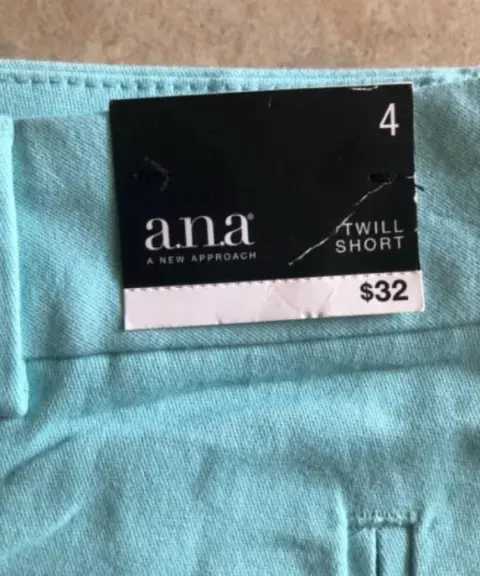 4
a.n.a®
A NEW APPROACH
TWILL
SHORT
$32